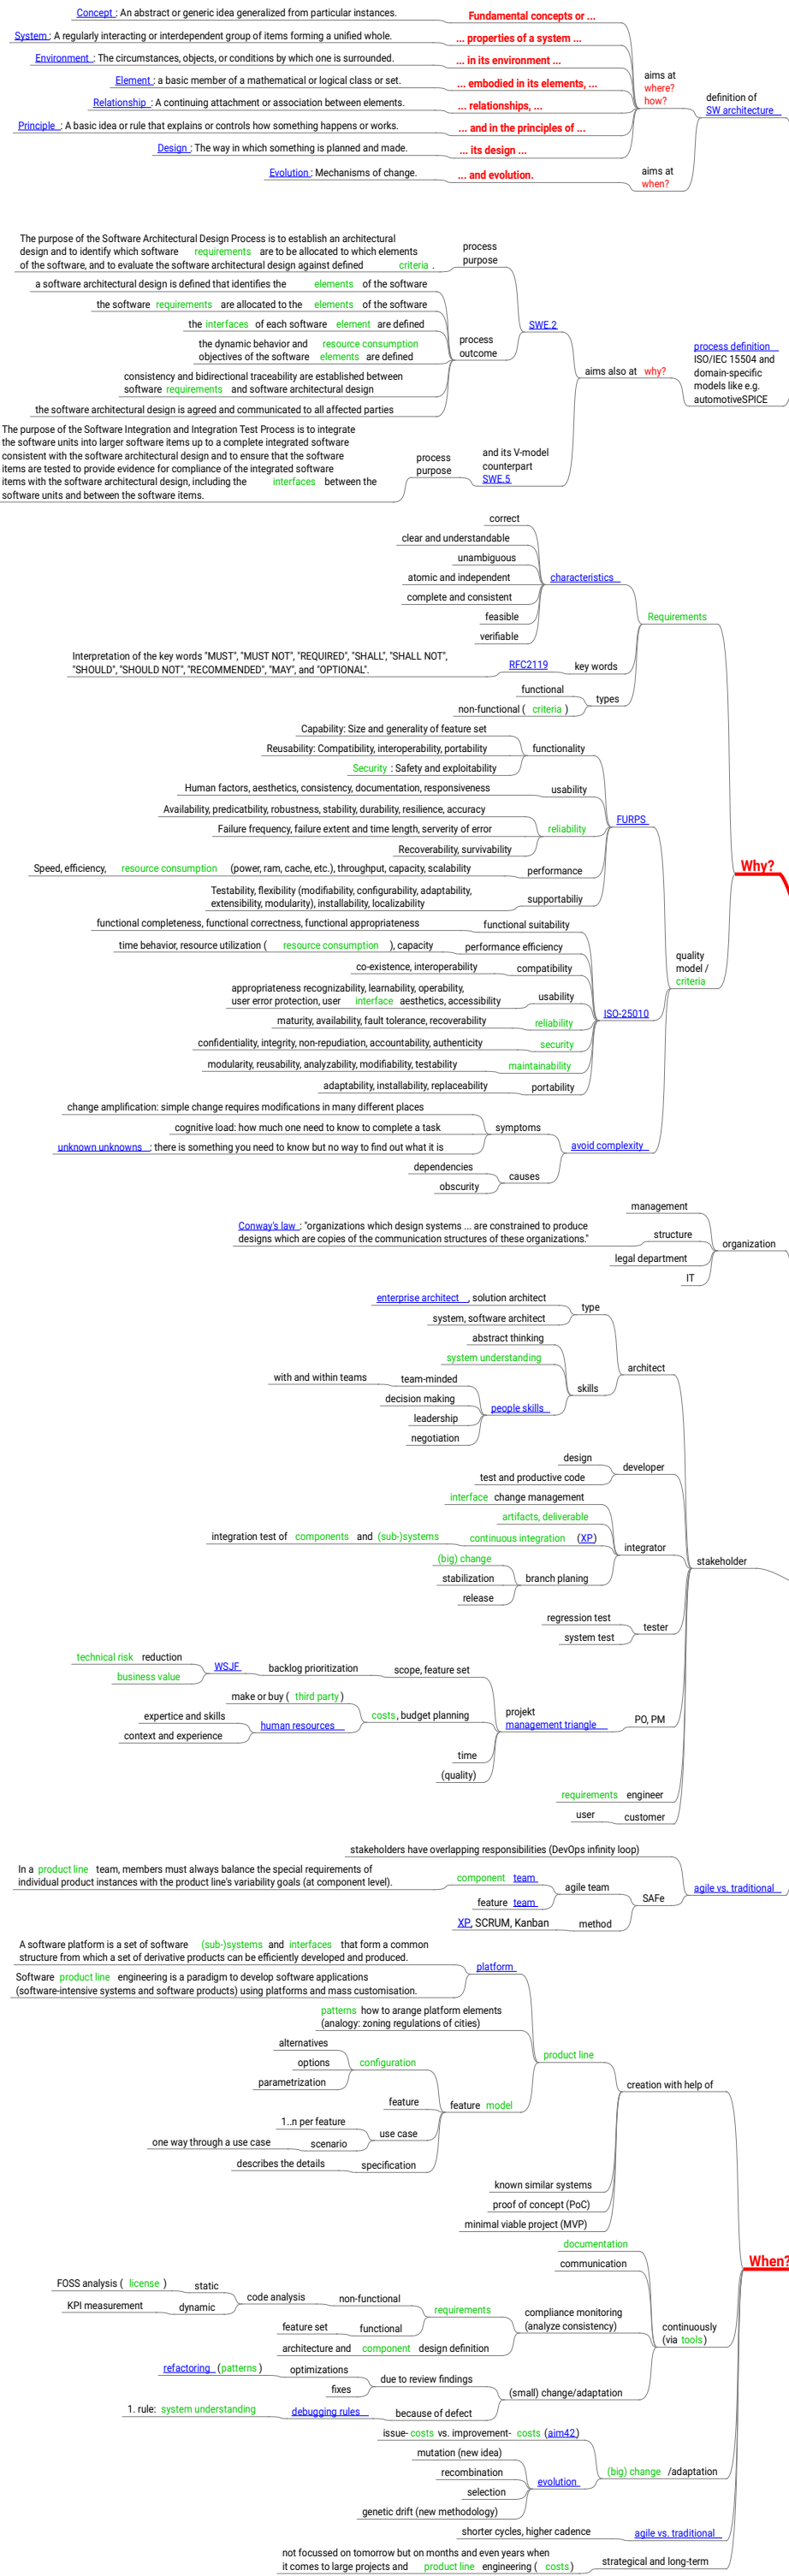 Concept : An abstract or generic idea generalized from particular instances.
Fundamental concepts or ...
System : A regularly interacting or interdependent group of items forming a unified whole.
... properties of a system ...
Environment : The circumstances, objects, or conditions by which one is surrounded.
... in its environment ...
Element : a basic member of a mathematical or logical class or set.
... embodied in its elements, ...
Relationship : A continuing attachment or association between elements.
... relationships, ...
Principle : A basic idea or rule that explains or controls how something happens or works.
... and in the principles of ...
Design : The way in which something is planned and made.
... its design ...
Evolution : Mechanisms of change.
... and evolution.
aims at
where?
how?
aims at
when?
definition of
SW architecture
The purpose of the Software Architectural Design Process is to establish an architectural
design and to identify which software requirements are to be allocated to which elements
of the software, and to evaluate the software architectural design against defined criteria .
process
purpose
a software architectural design is defined that identifies the elements of the software
the software requirements are allocated to the elements of the software
the interfaces of each software element are defined
the dynamic behavior and resource consumption
objectives of the software elements are defined
consistency and bidirectional traceability are established between
software requirements and software architectural design
the software architectural design is agreed and communicated to all affected parties
process
outcome
SWE.2
The purpose of the Software Integration and Integration Test Process is to integrate
the software units into larger software items up to a complete integrated software
consistent with the software architectural design and to ensure that the software
items are tested to provide evidence for compliance of the integrated software
items with the software architectural design, including the interfaces between the
software units and between the software items.
process
purpose
and its V-model
counterpart
SWE.5
aims also at why?
process definition
ISO/IEC 15504 and
domain-specific
models like e.g.
automotiveSPICE
correct
clear and understandable
unambiguous
atomic and independent
complete and consistent
feasible
verifiable
characteristics
Requirements
Interpretation of the key words "MUST", "MUST NOT", "REQUIRED", "SHALL", "SHALL NOT",
"SHOULD", "SHOULD NOT", "RECOMMENDED", "MAY", and "OPTIONAL".
RFC2119
key words
functional
non-functional ( criteria )
types
Capability: Size and generality of feature set
Reusability: Compatibility, interoperability, portability
Security : Safety and exploitability
functionality
Human factors, aesthetics, consistency, documentation, responsiveness
usability
Availability, predicatbility, robustness, stability, durability, resilience, accuracy
Failure frequency, failure extent and time length, serverity of error
Recoverability, survivability
reliability
FURPS
Speed, efficiency, resource consumption (power, ram, cache, etc.), throughput, capacity, scalability
performance
Testability, flexibility (modifiability, configurability, adaptability,
extensibility, modularity), installability, localizability
supportabiliy
Why?
functional completeness, functional correctness, functional appropriateness
functional suitability
time behavior, resource utilization ( resource consumption ), capacity
performance efficiency
co-existence, interoperability
compatibility
appropriateness recognizability, learnability, operability,
user error protection, user interface aesthetics, accessibility
usability
maturity, availability, fault tolerance, recoverability
reliability
confidentiality, integrity, non-repudiation, accountability, authenticity
security
modularity, reusability, analyzability, modifiability, testability
maintainability
adaptability, installability, replaceability
portability
ISO-25010
quality
model /
criteria
change amplification: simple change requires modifications in many different places
cognitive load: how much one need to know to complete a task
unknown unknowns : there is something you need to know but no way to find out what it is
symptoms
dependencies
obscurity
causes
avoid complexity
management
Conway's law : "organizations which design systems ... are constrained to produce
designs which are copies of the communication structures of these organizations."
structure
legal department
IT
organization
enterprise architect , solution architect
system, software architect
type
abstract thinking
system understanding
with and within teams
team-minded
decision making
leadership
negotiation
people skills
skills
architect
design
test and productive code
developer
interface change management
artifacts, deliverable
integration test of components and (sub-)systems
continuous integration (XP)
(big) change
stabilization
release
branch planing
integrator
stakeholder
regression test
system test
tester
technical risk reduction
business value
WSJF
backlog prioritization
scope, feature set
make or buy ( third party )
expertice and skills
context and experience
human resources
costs , budget planning
time
(quality)
projekt
management triangle
PO, PM
requirements engineer
user
customer
stakeholders have overlapping responsibilities (DevOps infinity loop)
In a product line team, members must always balance the special requirements of
individual product instances with the product line's variability goals (at component level).
component team
feature team
agile team
XP, SCRUM, Kanban
method
SAFe
agile vs. traditional
A software platform is a set of software (sub-)systems and interfaces that form a common
structure from which a set of derivative products can be efficiently developed and produced.
Software product line engineering is a paradigm to develop software applications
(software-intensive systems and software products) using platforms and mass customisation.
platform
patterns how to arange platform elements
(analogy: zoning regulations of cities)
alternatives
options
parametrization
configuration
feature
1..n per feature
one way through a use case
scenario
use case
describes the details
specification
feature model
product line
known similar systems
proof of concept (PoC)
minimal viable project (MVP)
creation with help of
documentation
communication
When?
FOSS analysis ( license )
static
KPI measurement
dynamic
code analysis
non-functional
feature set
functional
requirements
architecture and component design definition
compliance monitoring
(analyze consistency)
continuously
(via tools )
refactoring (patterns )
optimizations
fixes
due to review findings
1. rule: system understanding
debugging rules
because of defect
(small) change/adaptation
issue- costs vs. improvement- costs (aim42)
mutation (new idea)
recombination
selection
genetic drift (new methodology)
evolution
(big) change /adaptation
shorter cycles, higher cadence
agile vs. traditional
not focussed on tomorrow but on months and even years when
it comes to large projects and product line engineering ( costs )
strategical and long-term